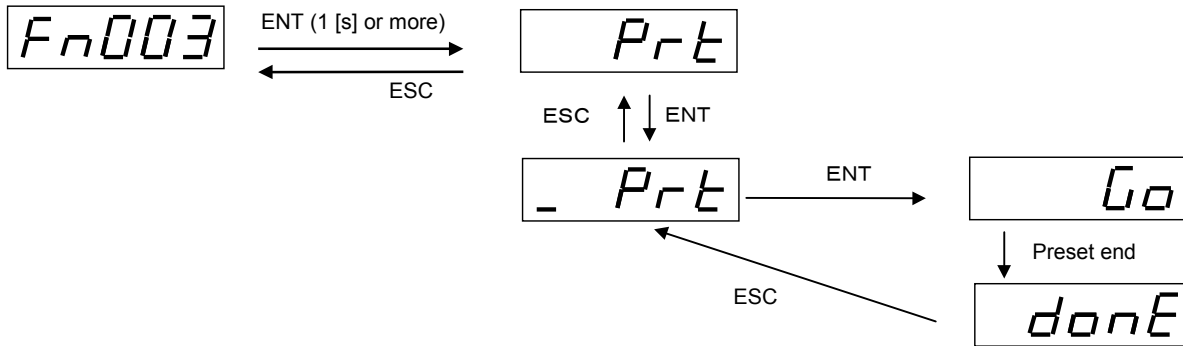 Fn003
ENT (1 [s] or more)
ESC
Prt
ESC
ENT
_ Prt
ENT
Go
Preset end
ESC
donE